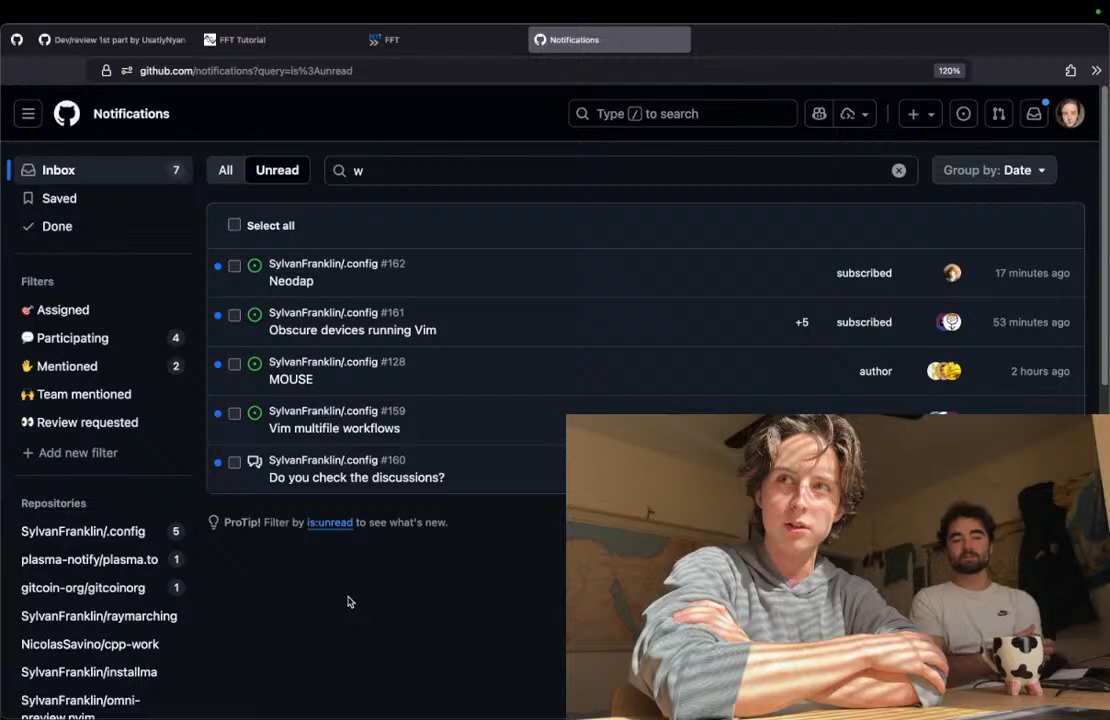 Dev/review 1st part by UsatiyNyan
FFT Tutorial
FFT
Notifications
github.com/notifications?query=is%3Aunread
120%
Notifications
Type / to search
Inbox 7
All
Unread
w
Group by: Date
Saved
Done
Select all
SylvanFranklin/.config #162
Neodap
subscribed
17 minutes ago
Filters
Assigned
SylvanFranklin/.config #161
Obscure devices running Vim
+5
subscribed
53 minutes ago
Participating 4
Mentioned 2
SylvanFranklin/.config #128
MOUSE
author
2 hours ago
Team mentioned
Review requested
SylvanFranklin/.config #159
Vim multifile workflows
Add new filter
SylvanFranklin/.config #160
Do you check the discussions?
Repositories
ProTip! Filter by is:unread to see what's new.
SylvanFranklin/.config 5
plasma-notify/plasma.to 1
gitcoin-org/gitcoinorg 1
SylvanFranklin/raymarching
NicolasSavino/cpp-work
SylvanFranklin/installma
SylvanFranklin/omni-
preview.nvim